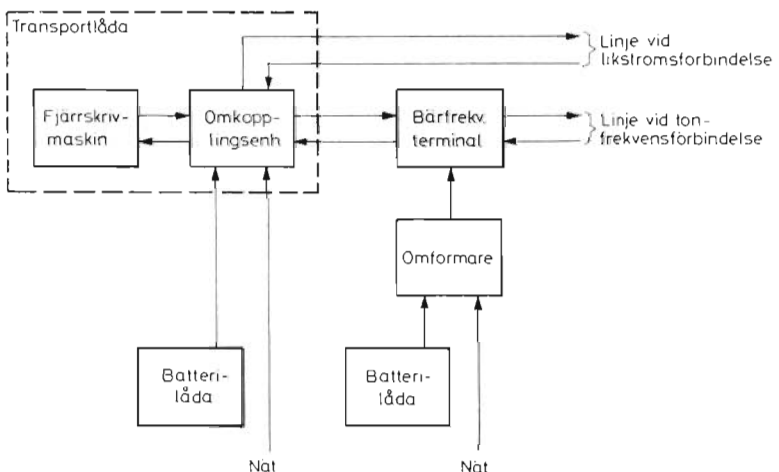 Transportlåda
Linje vid
likstromsförbindelse
Fjärrskriv-
maskin
Omkopp-
lingsenh
Bärfrekv.
terminal
Linje vid ton-
frekvensförbindelse
Omformare
Batteri-
låda
Batteri-
låda
Nät
Nät